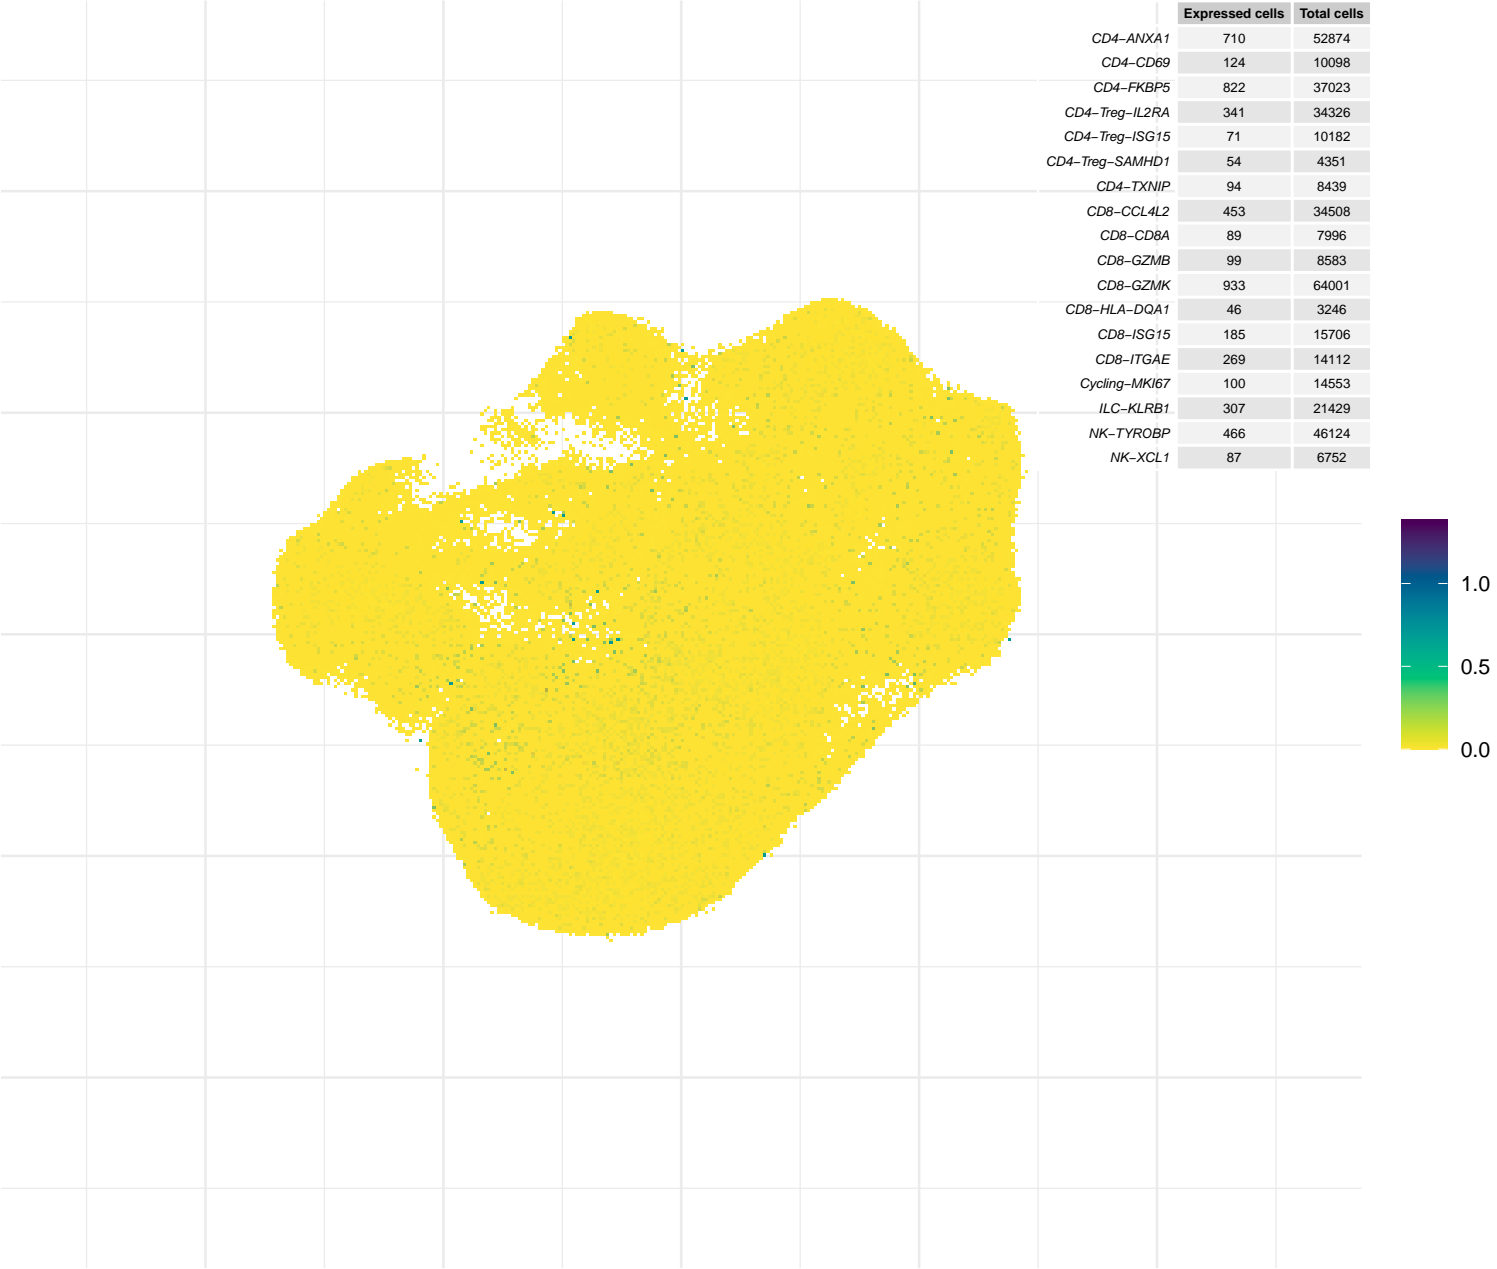 Expressed cells Total cells
CD4−ANXA1 710 52874
CD4−CD69 124 10098
CD4−FKBP5 822 37023
CD4−Treg−IL2RA 341 34326
CD4−Treg−ISG15 71 10182
CD4−Treg−SAMHD1 54 4351
CD4−TXNIP 94 8439
CD8−CCL4L2 453 34508
CD8−CD8A 89 7996
CD8−GZMB 99 8583
CD8−GZMK 933 64001
CD8−HLA−DQA1 46 3246
CD8−ISG15 185 15706
CD8−ITGAE 269 14112
Cycling−MKI67 100 14553
ILC−KLRB1 307 21429
NK−TYROBP 466 46124
NK−XCL1 87 6752
1.0
0.5
0.0